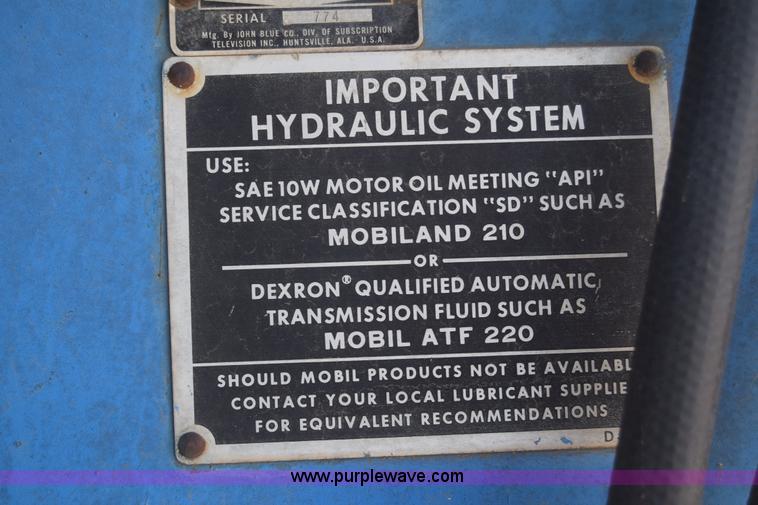 SERIAL 774
Mfg. By JOHN BLUE CO., DIV. OF SUBSCRIPTION
TELEVISION INC., HUNTSVILLE, ALA. U.S.A.
IMPORTANT
HYDRAULIC SYSTEM
USE:
SAE 10W MOTOR OIL MEETING "API"
SERVICE CLASSIFICATION "SD" SUCH AS
MOBILAND 210
OR
DEXRON® QUALIFIED AUTOMATIC,
TRANSMISSION FLUID SUCH AS
MOBIL ATF 220
SHOULD MOBIL PRODUCTS NOT BE AVAILABL
CONTACT YOUR LOCAL LUBRICANT SUPPLIE
FOR EQUIVALENT RECOMMENDATIONS
D
www.purplewave.com